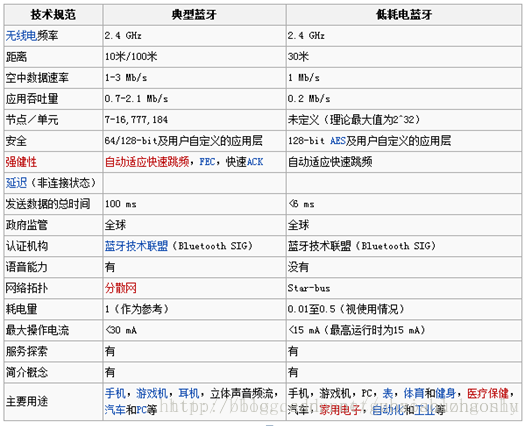 技术规范 典型蓝牙 低耗电蓝牙
无线电频率 2.4 GHz 2.4 GHz
距离 10米/100米 30米
空中数据速率 1-3 Mb/s 1 Mb/s
应用吞吐量 0.7-2.1 Mb/s 0.2 Mb/s
节点／单元 7-16,777,184 未定义（理论最大值为2^32）
安全 64/128-bit及用户自定义的应用层 128-bit AES及用户自定义的应用层
强健性 自动适应快速跳频，FEC，快速ACK 自动适应快速跳频
延迟（非连接状态）
发送数据的总时间 100 ms <6 ms
政府监管 全球 全球
认证机构 蓝牙技术联盟（Bluetooth SIG） 蓝牙技术联盟（Bluetooth SIG）
语音能力 有 没有
网络拓扑 分散网 Star-bus
耗电量 1（作为参考） 0.01至0.5（视使用情况）
最大操作电流 <30 mA <15 mA（最高运行时为15 mA）
服务探索 有 有
简介概念 有 有
主要用途 手机，游戏机，耳机，立体声音频流，汽车和PC等 手机，游戏机，PC，表，体育和健身，医疗保健，汽车，家用电子，自动化和工业等